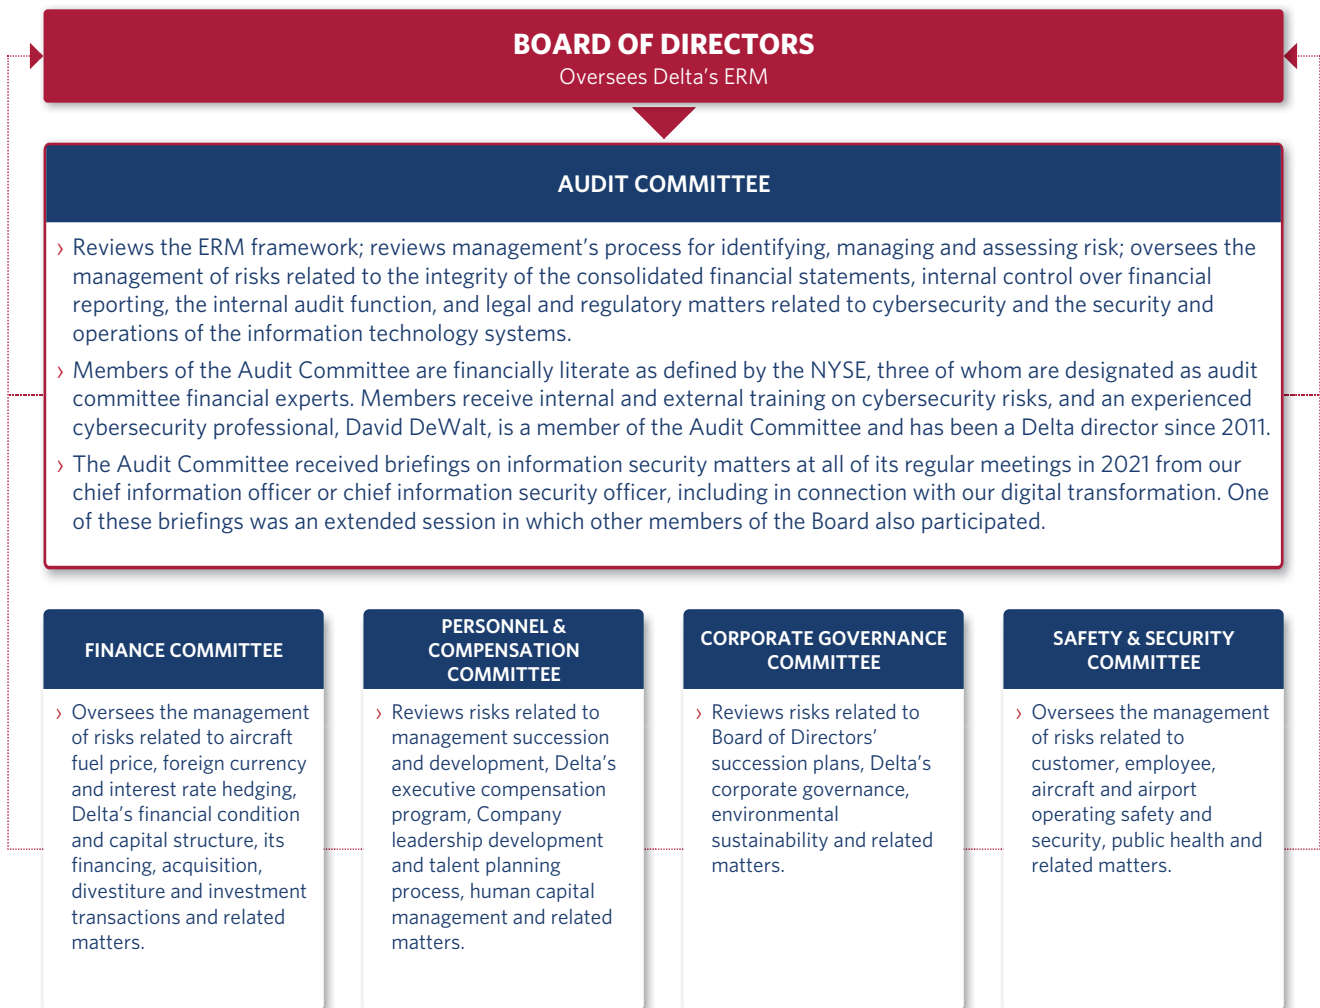 BOARD OF DIRECTORS
Oversees Delta’s ERM
AUDIT COMMITTEE
› Reviews the ERM framework; reviews management’s process for identifying, managing and assessing risk; oversees the
management of risks related to the integrity of the consolidated financial statements, internal control over financial
reporting, the internal audit function, and legal and regulatory matters related to cybersecurity and the security and
operations of the information technology systems.
› Members of the Audit Committee are financially literate as defined by the NYSE, three of whom are designated as audit
committee financial experts. Members receive internal and external training on cybersecurity risks, and an experienced
cybersecurity professional, David DeWalt, is a member of the Audit Committee and has been a Delta director since 2011.
› The Audit Committee received briefings on information security matters at all of its regular meetings in 2021 from our
chief information officer or chief information security officer, including in connection with our digital transformation. One
of these briefings was an extended session in which other members of the Board also participated.
FINANCE COMMITTEE
› Oversees the management
of risks related to aircraft
fuel price, foreign currency
and interest rate hedging,
Delta’s financial condition
and capital structure, its
financing, acquisition,
divestiture and investment
transactions and related
matters.
PERSONNEL &
COMPENSATION
COMMITTEE
› Reviews risks related to
management succession
and development, Delta’s
executive compensation
program, Company
leadership development
and talent planning
process, human capital
management and related
matters.
CORPORATE GOVERNANCE
COMMITTEE
› Reviews risks related to
Board of Directors’
succession plans, Delta’s
corporate governance,
environmental
sustainability and related
matters.
SAFETY & SECURITY
COMMITTEE
› Oversees the management
of risks related to
customer, employee,
aircraft and airport
operating safety and
security, public health and
related matters.